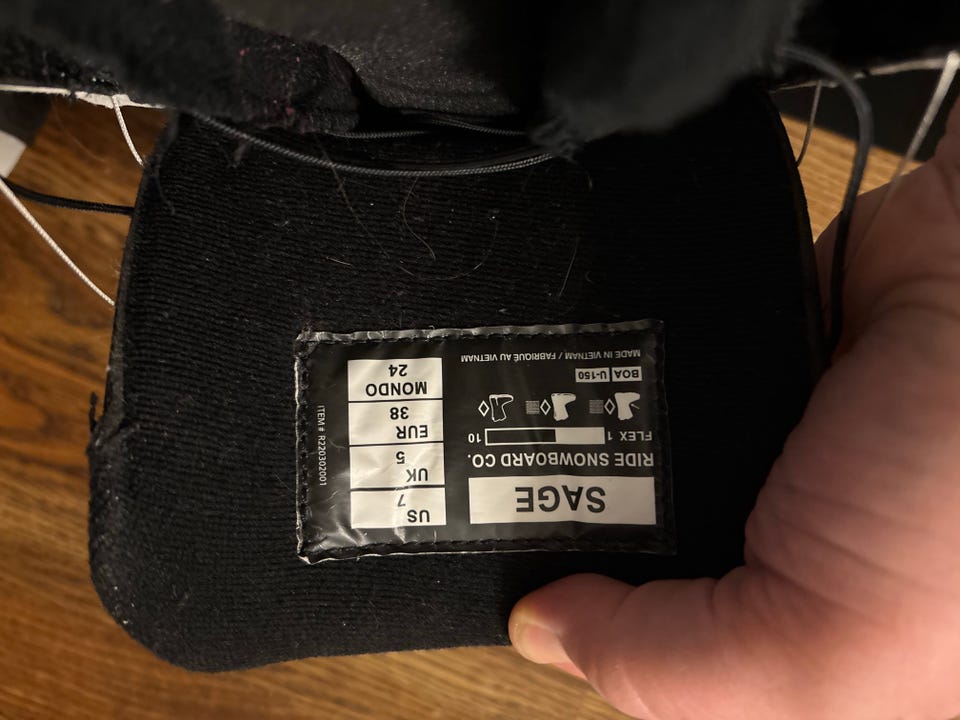 SAGE
RIDE SNOWBOARD CO.
FLEX 1 10
BOA U-150
MADE IN VIETNAM / FABRIQUÉ AU VIETNAM
US
7
UK
5
EUR
38
MONDO
24
ITEM # R220302001